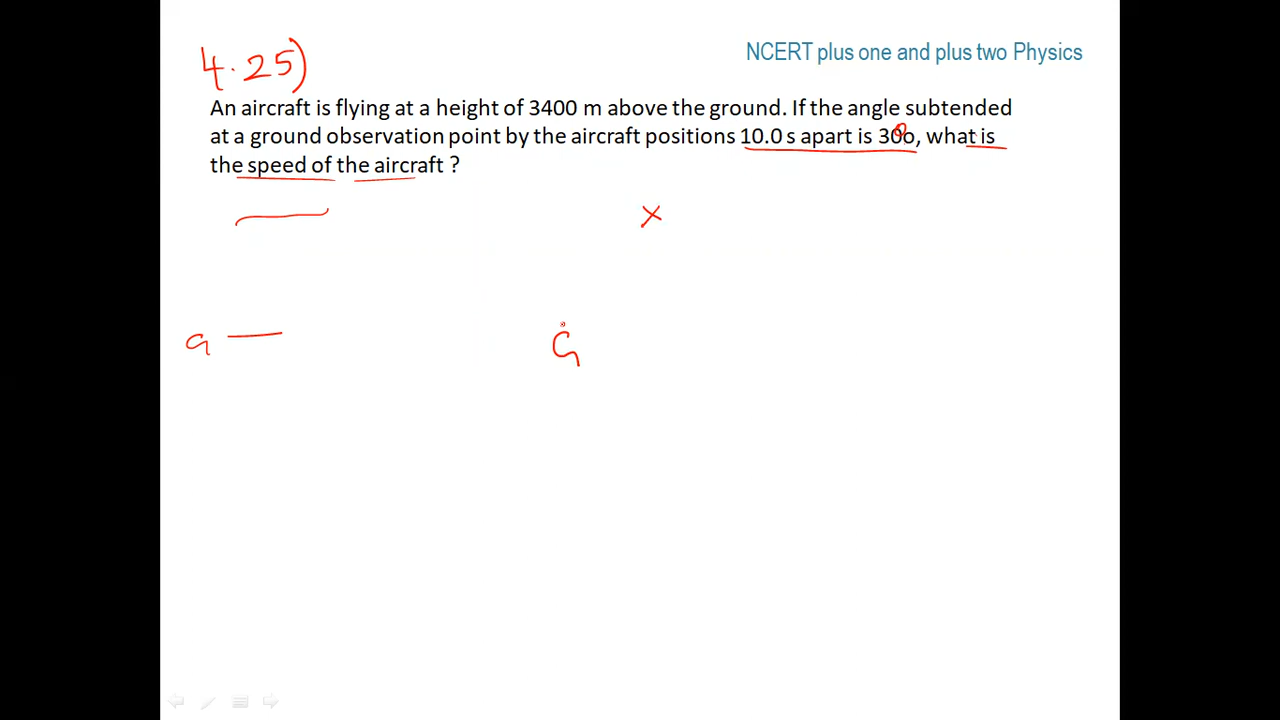 NCERT plus one and plus two Physics
4.25)
An aircraft is flying at a height of 3400 m above the ground. If the angle subtended
at a ground observation point by the aircraft positions 10.0 s apart is 30o, what is
the speed of the aircraft ?
x
G
G